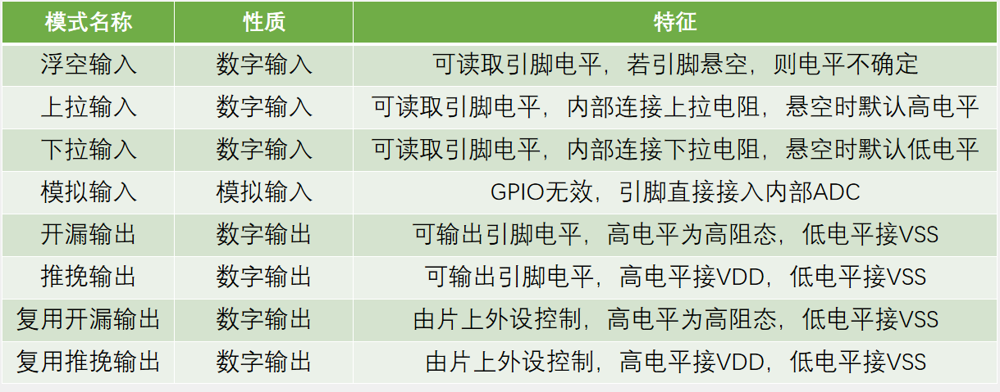 模式名称 性质 特征
浮空输入 数字输入 可读取引脚电平，若引脚悬空，则电平不确定
上拉输入 数字输入 可读取引脚电平，内部连接上拉电阻，悬空时默认高电平
下拉输入 数字输入 可读取引脚电平，内部连接下拉电阻，悬空时默认低电平
模拟输入 模拟输入 GPIO无效，引脚直接接入内部ADC
开漏输出 数字输出 可输出引脚电平，高电平为高阻态，低电平接VSS
推挽输出 数字输出 可输出引脚电平，高电平接VDD，低电平接VSS
复用开漏输出 数字输出 由片上外设控制，高电平为高阻态，低电平接VSS
复用推挽输出 数字输出 由片上外设控制，高电平接VDD，低电平接VSS